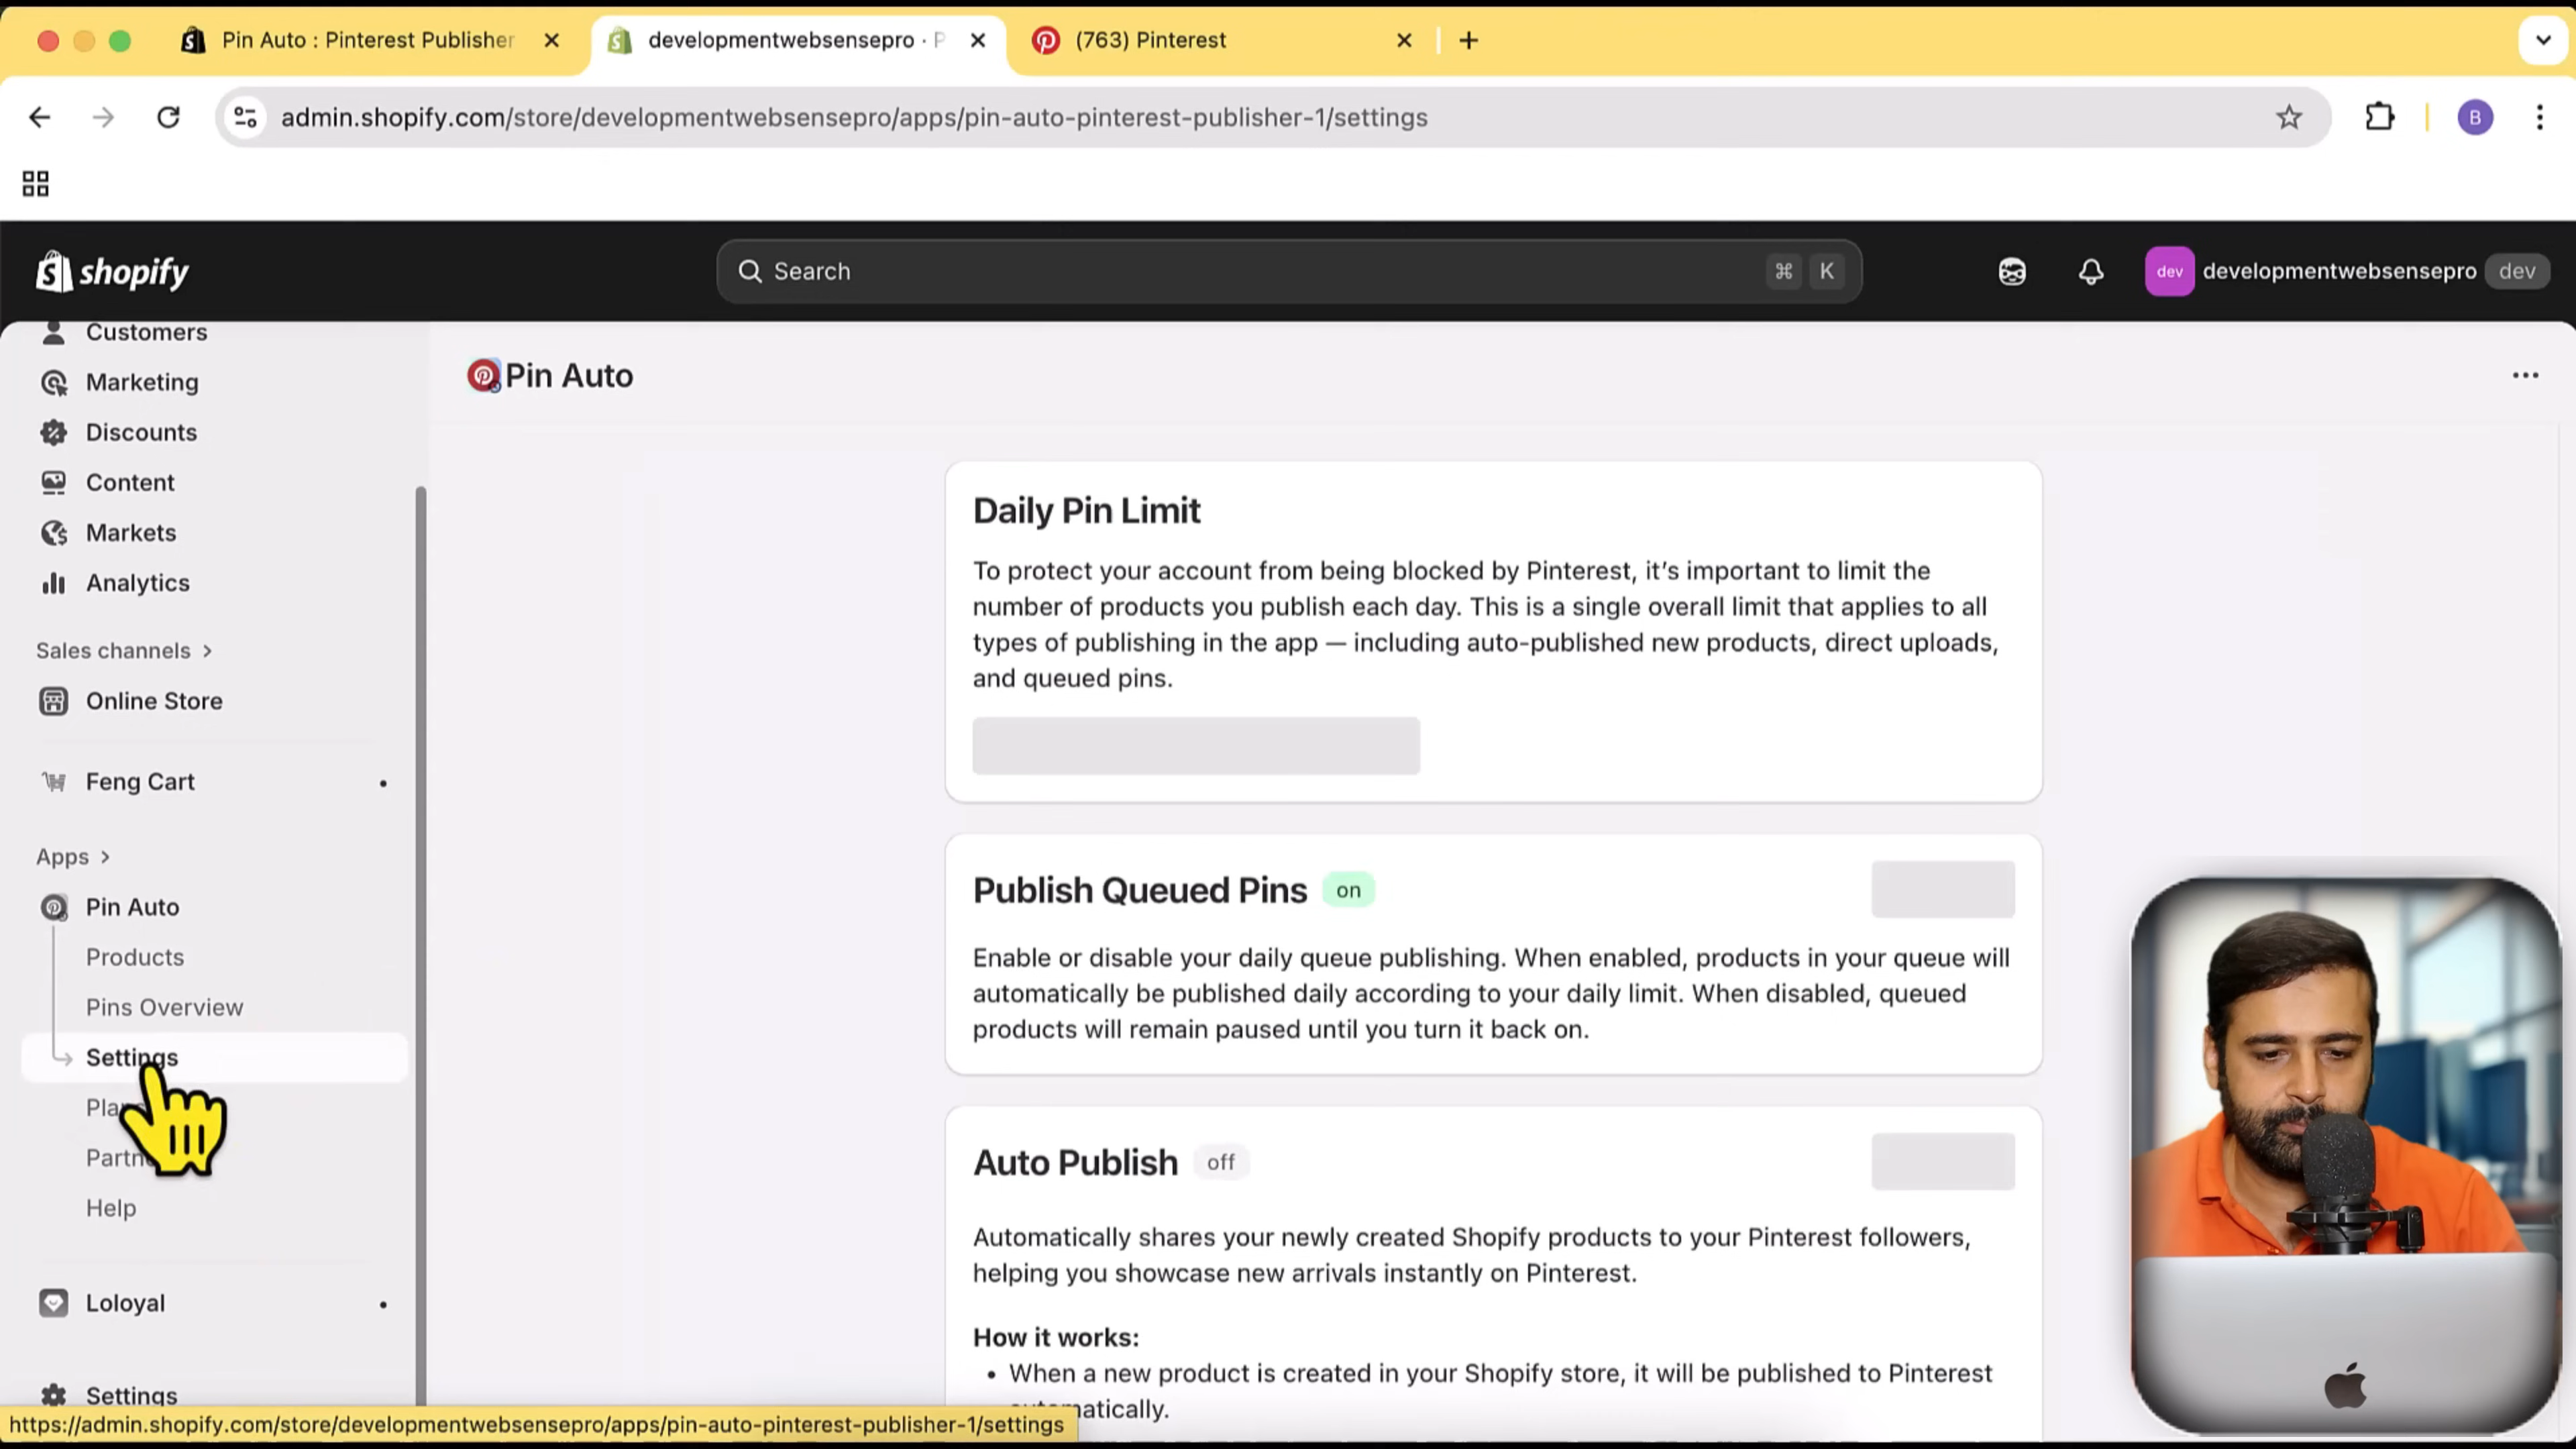 Pin Auto : Pinterest Publisher
developmentwebsensepro · P
(763) Pinterest
admin.shopify.com/store/developmentwebsensepro/apps/pin-auto-pinterest-publisher-1/settings
B
shopify
Search
⌘ K
dev
developmentwebsensepro
dev
Customers
Marketing
Discounts
Content
Markets
Analytics
Sales channels
Online Store
Feng Cart
Apps
Pin Auto
Products
Pins Overview
Settings
Help
Loloyal
Settings
https://admin.shopify.com/store/developmentwebsensepro/apps/pin-auto-pinterest-publisher-1/settings
Pin Auto
Daily Pin Limit
To protect your account from being blocked by Pinterest, it's important to limit the
number of products you publish each day. This is a single overall limit that applies to all
types of publishing in the app — including auto-published new products, direct uploads,
and queued pins.
Publish Queued Pins on
Enable or disable your daily queue publishing. When enabled, products in your queue will
automatically be published daily according to your daily limit. When disabled, queued
products will remain paused until you turn it back on.
Auto Publish off
Automatically shares your newly created Shopify products to your Pinterest followers,
helping you showcase new arrivals instantly on Pinterest.
How it works:
• When a new product is created in your Shopify store, it will be published to Pinterest
automatically.